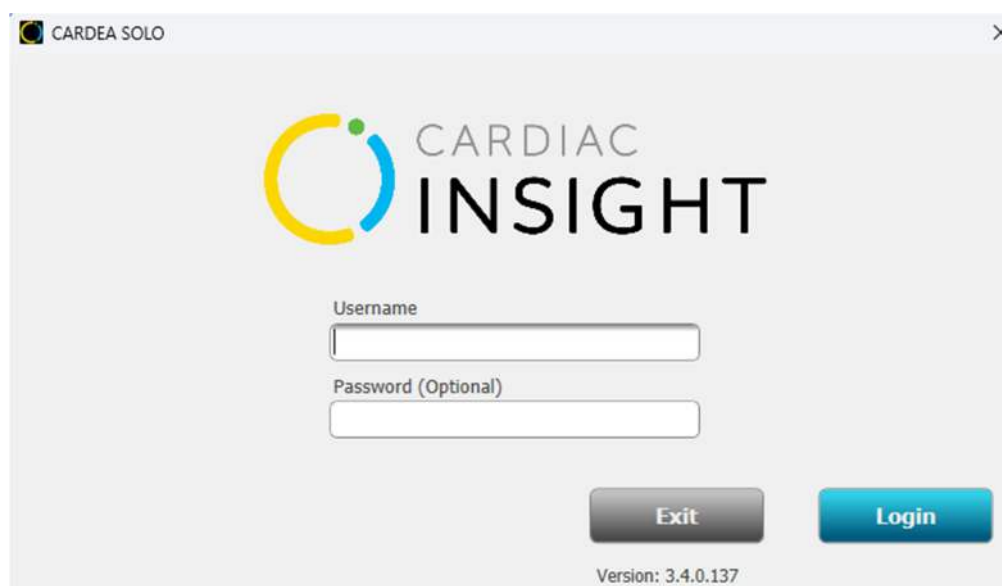 CARDEA SOLO
CARDIAC
INSIGHT
Username
Password (Optional)
Exit
Login
Version: 3.4.0.137